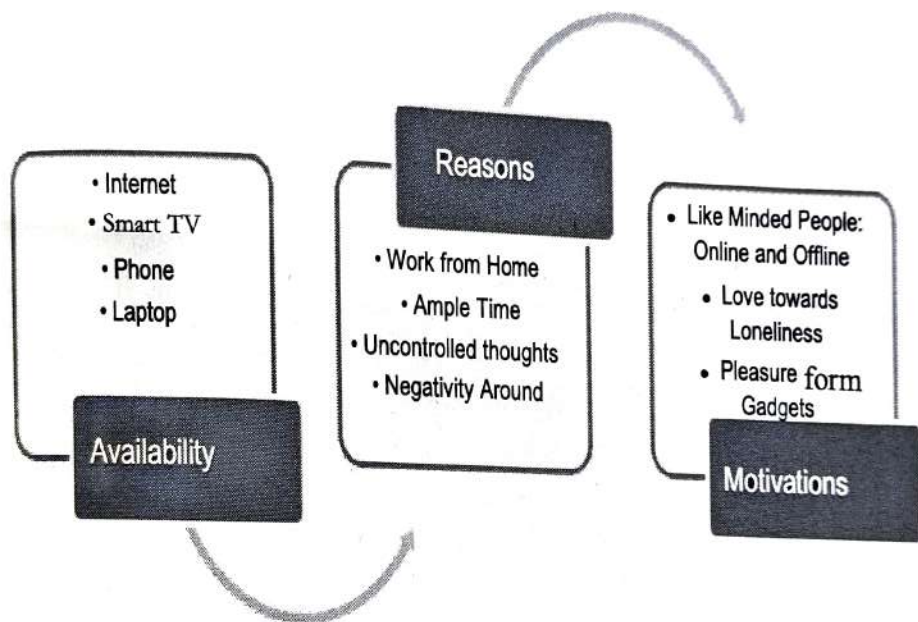 • Internet
• Smart TV
• Phone
• Laptop
Availability
Reasons
• Work from Home
• Ample Time
• Uncontrolled thoughts
• Negativity Around
• Like Minded People:
Online and Offline
• Love towards
Loneliness
• Pleasure form
Gadgets
Motivations